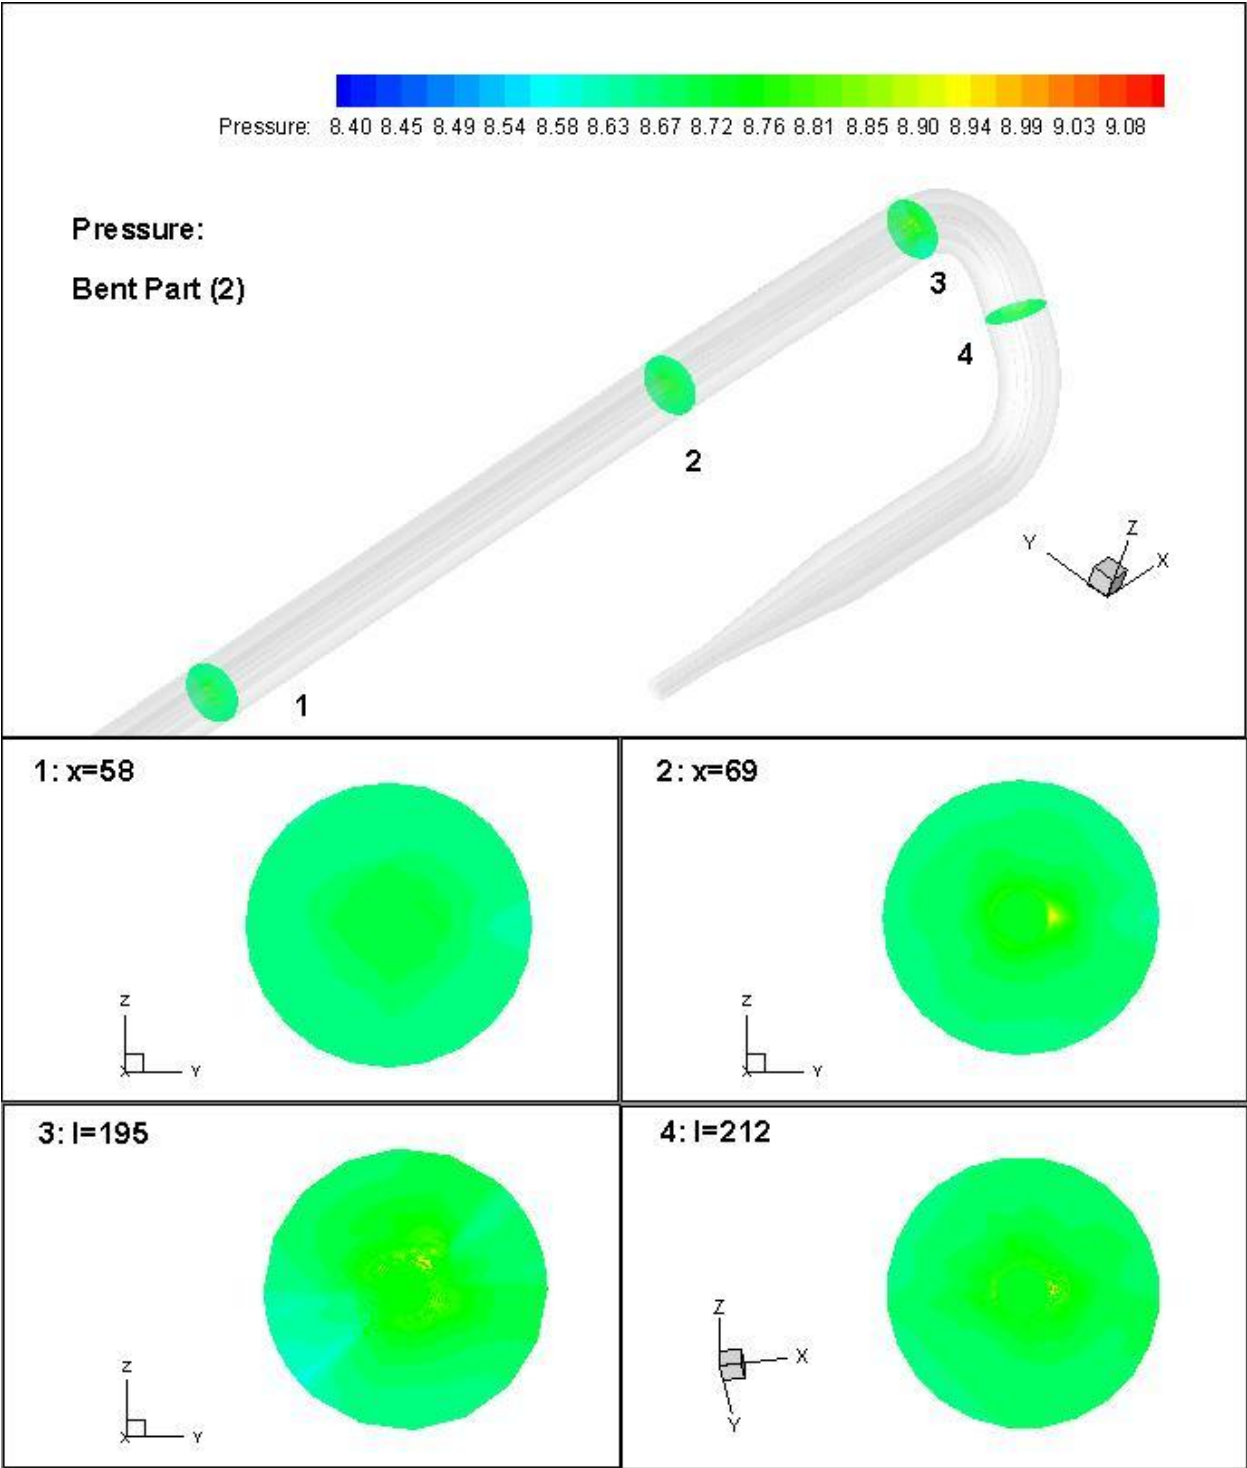 Pressure: 8.40 8.45 8.49 8.54 8.58 8.63 8.67 8.72 8.76 8.81 8.85 8.90 8.94 8.99 9.03 9.08
Pressure:
Bent Part (2)
3
4
2
1
Y
Z
X
1: x=58
Z
X
Y
2: x=69
Z
X
Y
3: I=195
Z
X
Y
4: I=212
Z
X
Y